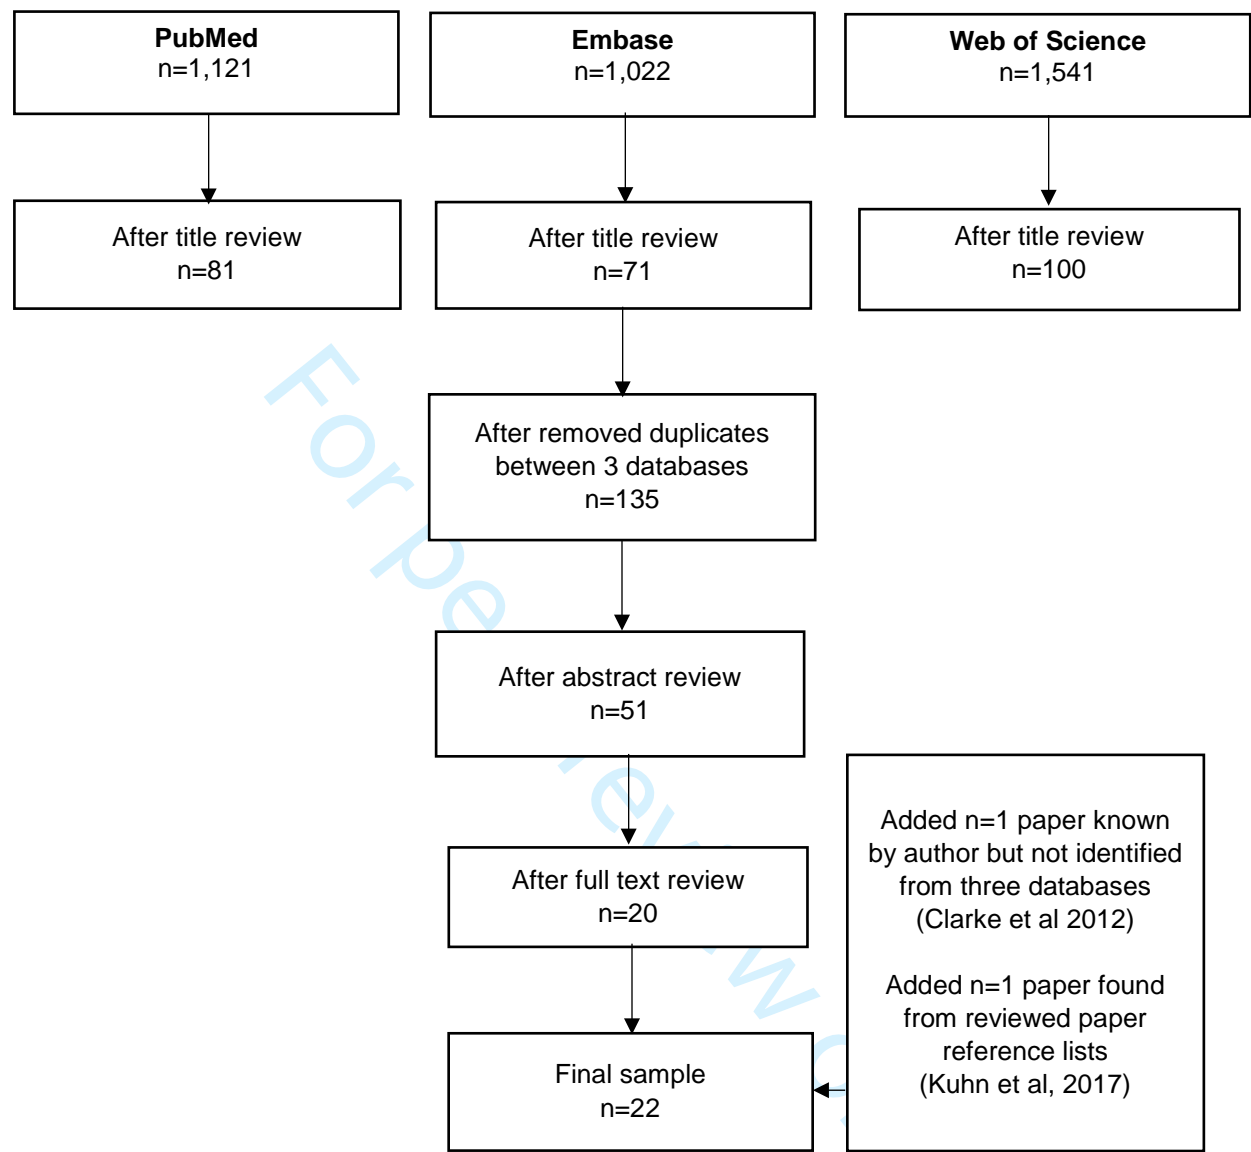 PubMed
n=1,121
Embase
n=1,022
Web of Science
n=1,541
After title review
n=81
After title review
n=71
After title review
n=100
After removed duplicates
between 3 databases
n=135
After abstract review
n=51
After full text review
n=20
Added n=1 paper known
by author but not identified
from three databases
(Clarke et al 2012)
Added n=1 paper found
from reviewed paper
reference lists
(Kuhn et al, 2017)
Final sample
n=22
For pe